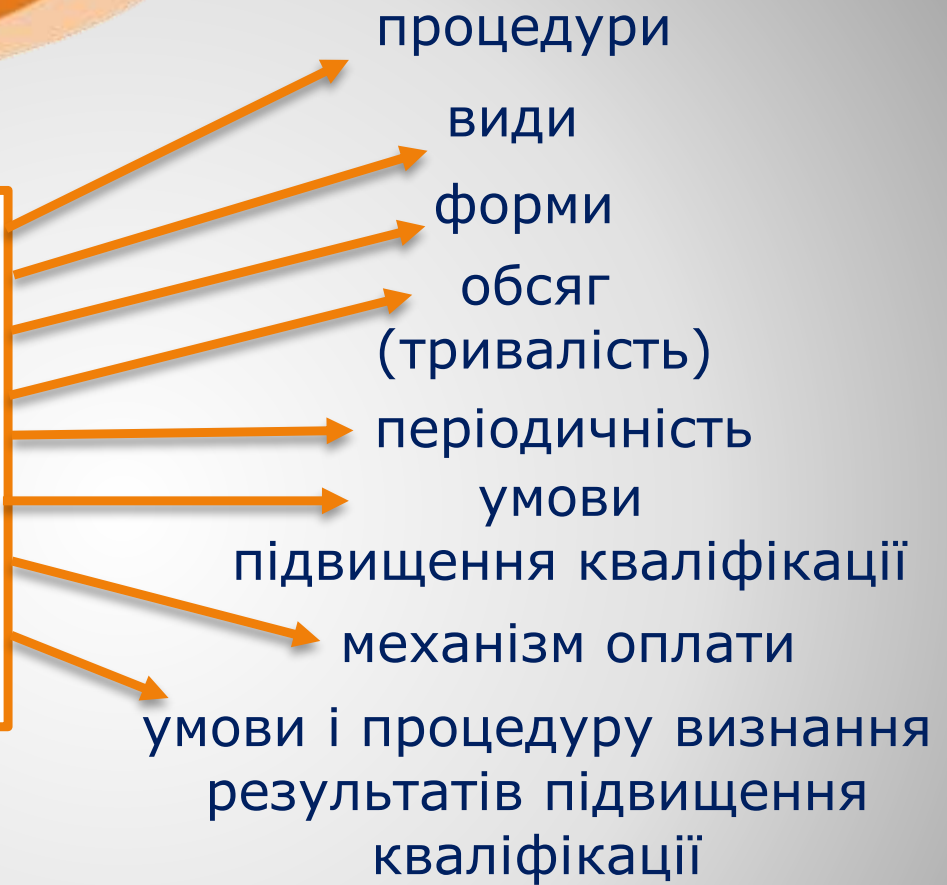 процедури
види
форми
обсяг
(тривалість)
періодичність
умови
підвищення кваліфікації
механізм оплати
умови і процедуру визнання
результатів підвищення
кваліфікації